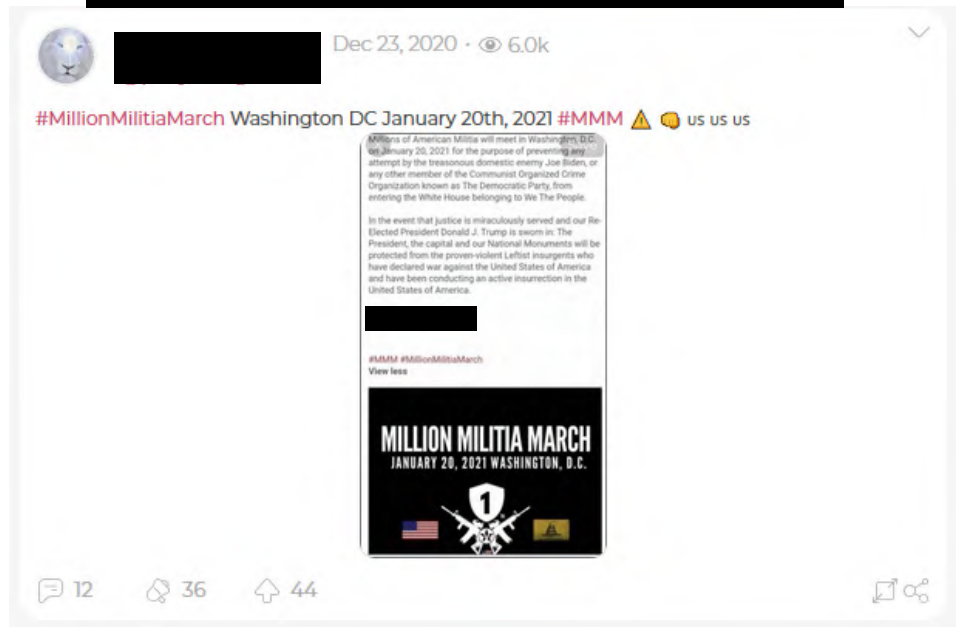 Dec 23, 2020 · 6.0k
#MillionMilitiaMarch Washington DC January 20th, 2021 #MMM ⚠️ 👊 us us us
Millions of American Militia will meet in Washington, D.C.
on January 20, 2021 for the purpose of preventing any
attempt by the treasonous domestic enemy Joe Biden, or
any other member of the Communist Organized Crime
Organization known as The Democratic Party, from
entering the White House belonging to We The People.
In the event that justice is miraculously served and our Re-
Elected President Donald J. Trump is sworn in: The
President, the capital and our National Monuments will be
protected from the proven-violent Leftist insurgents who
have declared war against the United States of America
and have been conducting an active insurrection in the
United States of America.
#MMM #MillionMilitiaMarch
View less
MILLION MILITIA MARCH
JANUARY 20, 2021 WASHINGTON, D.C.
1
12 36 44